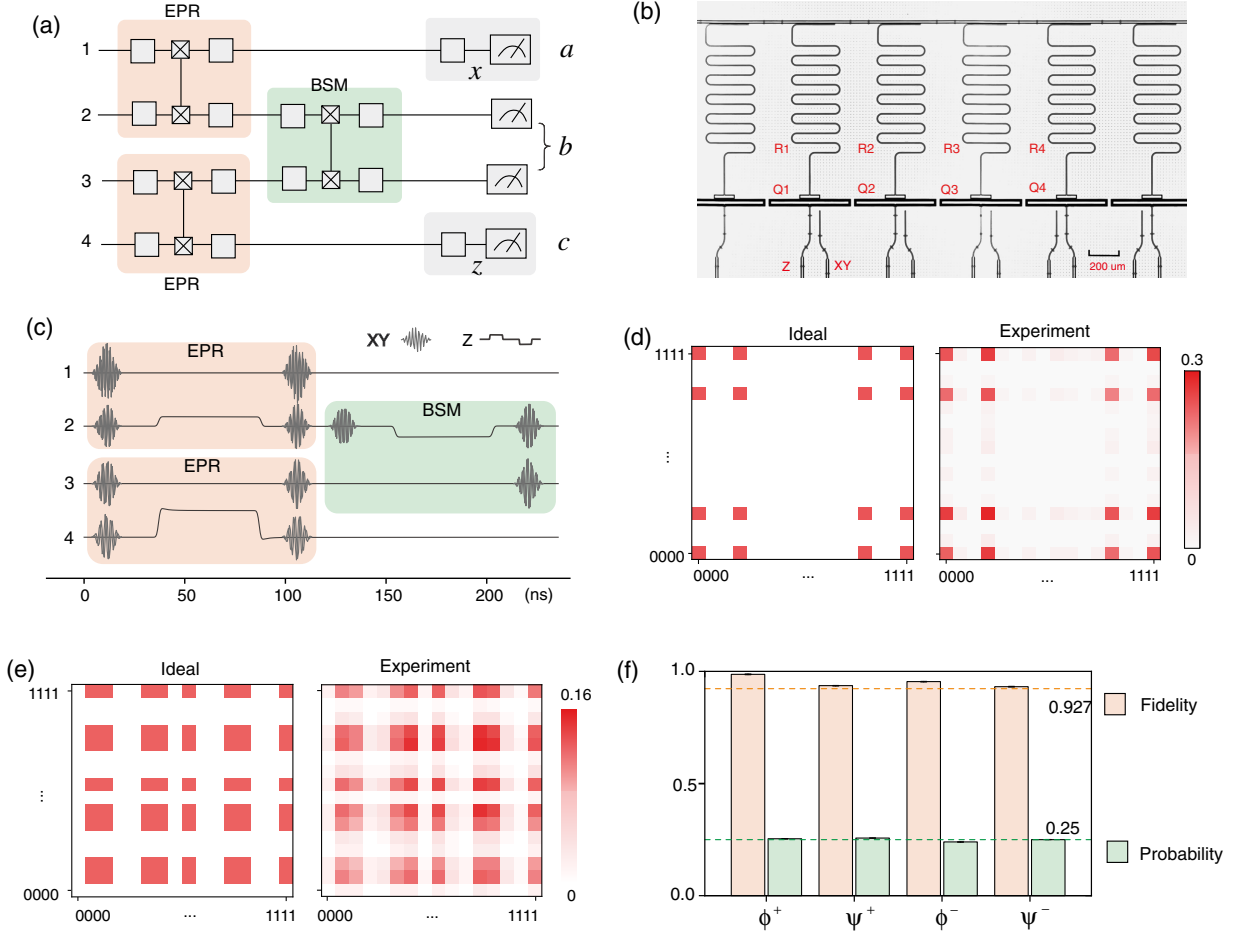 (a)
EPR
1
x
a
BSM
2
b
3
4
z
c
EPR
(b)
R1 R2 R3 R4
Q1 Q2 Q3 Q4
Z XY
200 um
(c)
XY Z
EPR
1
2
BSM
EPR
3
4
0 50 100 150 200 (ns)
(d)
Ideal Experiment
1111
...
0000
0000 ... 1111
0000 ... 1111
0.3
0
(e)
Ideal Experiment
1111
...
0000
0000 ... 1111
0000 ... 1111
0.16
0
(f)
1.0
0.5
0.0
0.927
0.25
Fidelity
Probability
ϕ⁺ ψ⁺ ϕ⁻ ψ⁻